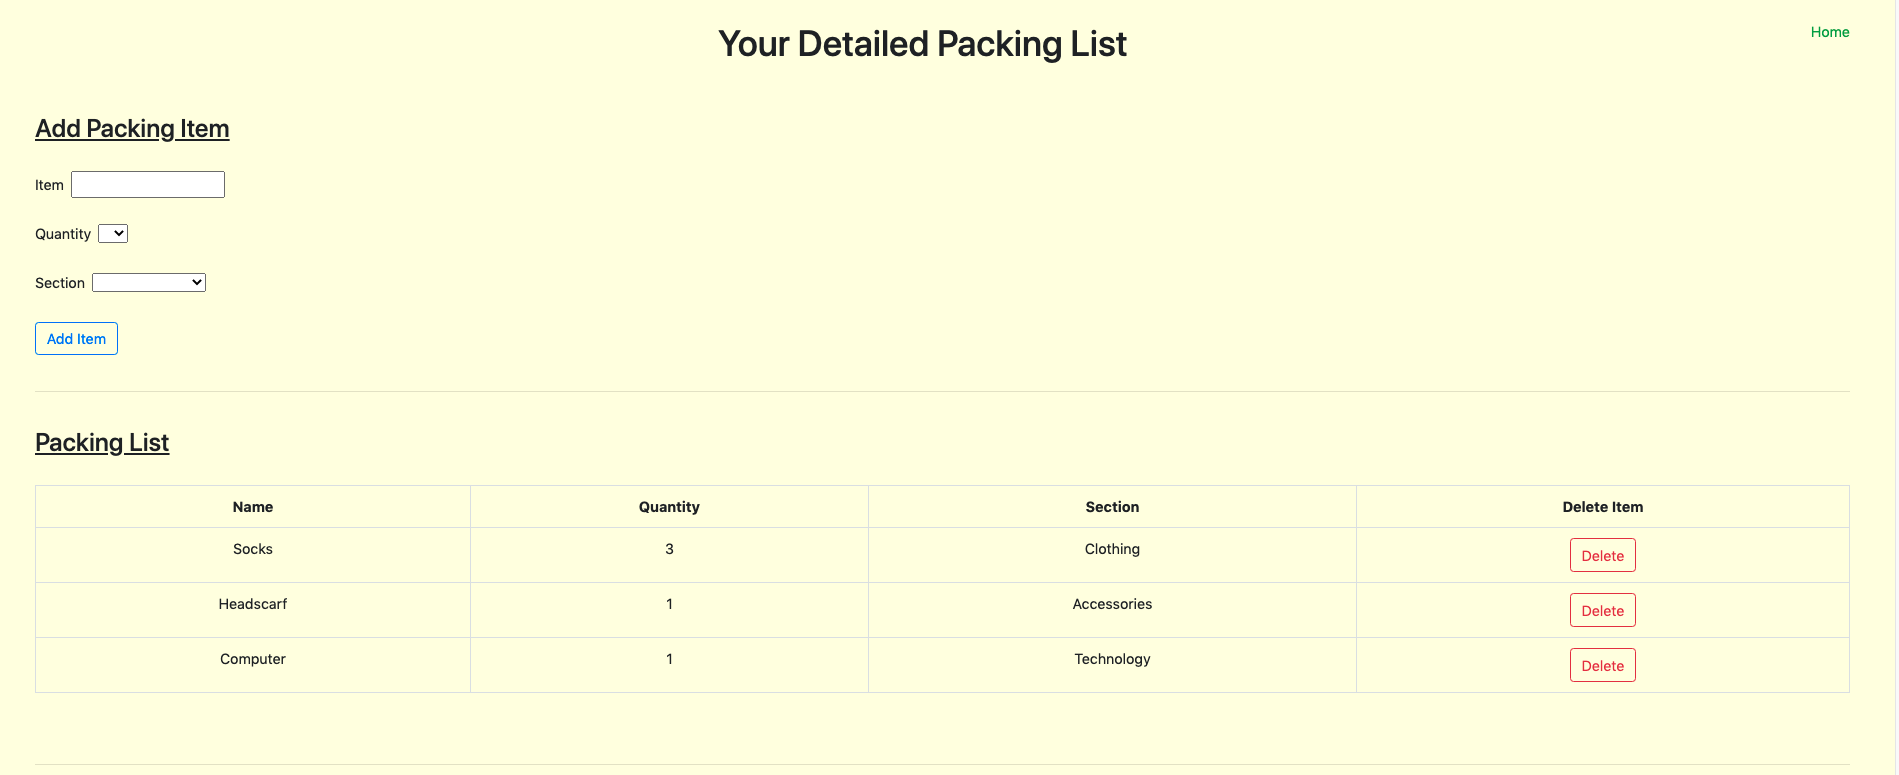 Your Detailed Packing List
Home
Add Packing Item
Item
Quantity
Section
Add Item
Packing List
Name Quantity Section Delete Item
Socks 3 Clothing Delete
Headscarf 1 Accessories Delete
Computer 1 Technology Delete